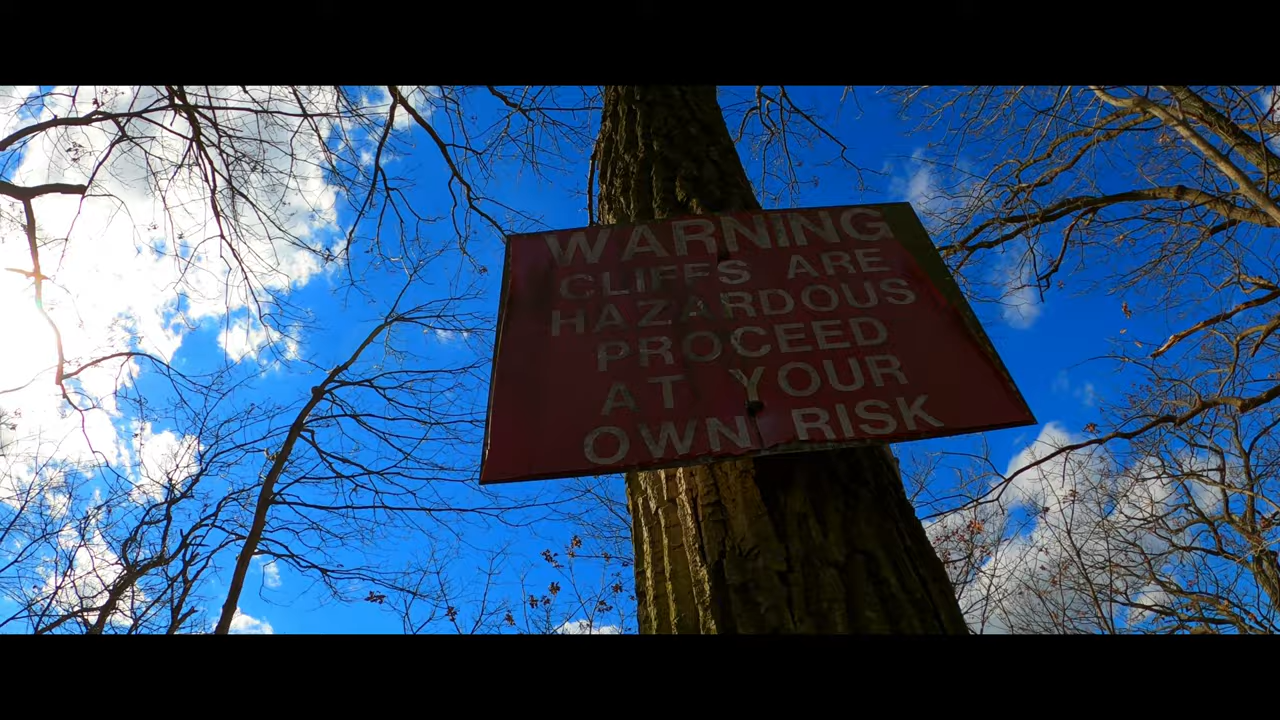 WARNING
CLIFFS ARE
HAZARDOUS
PROCEED
AT YOUR
OWN RISK